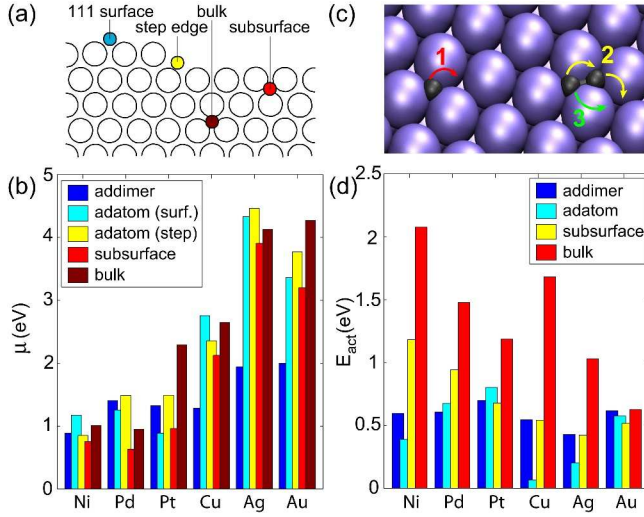 (a)
111 surface
step edge
bulk
subsurface
(c)
1
2
3
(b)
addimer
adatom (surf.)
adatom (step)
subsurface
bulk
5
4
3
2
1
0
μ (eV)
Ni Pd Pt Cu Ag Au
(d)
addimer
adatom
subsurface
bulk
2.5
2
1.5
1
0.5
0
Eact(eV)
Ni Pd Pt Cu Ag Au